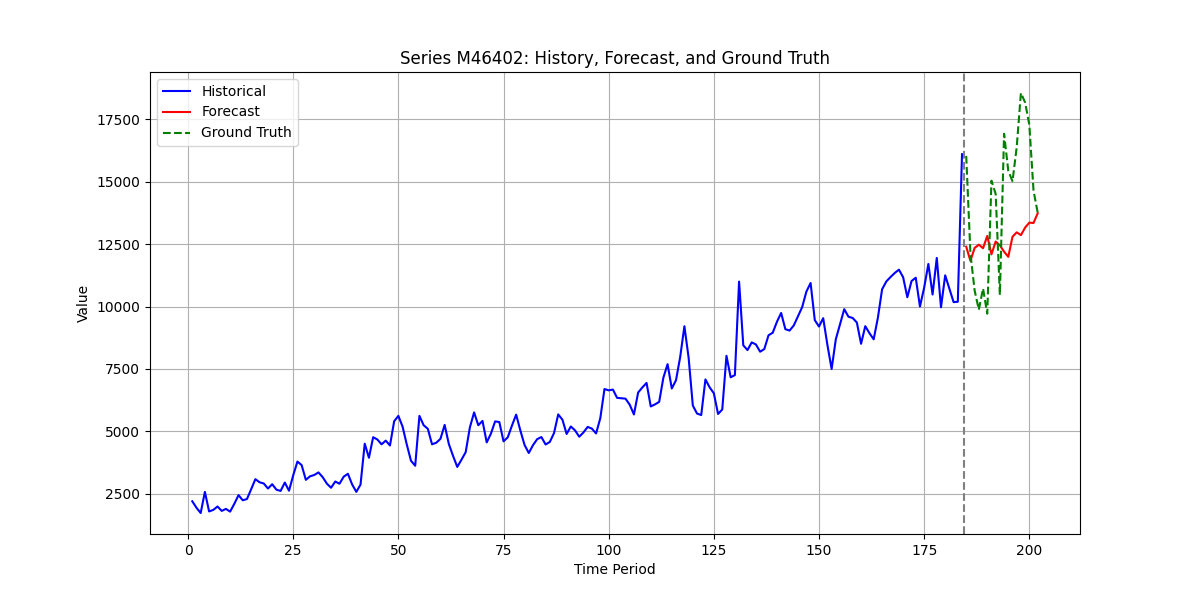 Series M46402: History, Forecast, and Ground Truth
Historical
Forecast
Ground Truth
17500
15000
12500
10000
7500
5000
2500
Value
0 25 50 75 100 125 150 175 200
Time Period